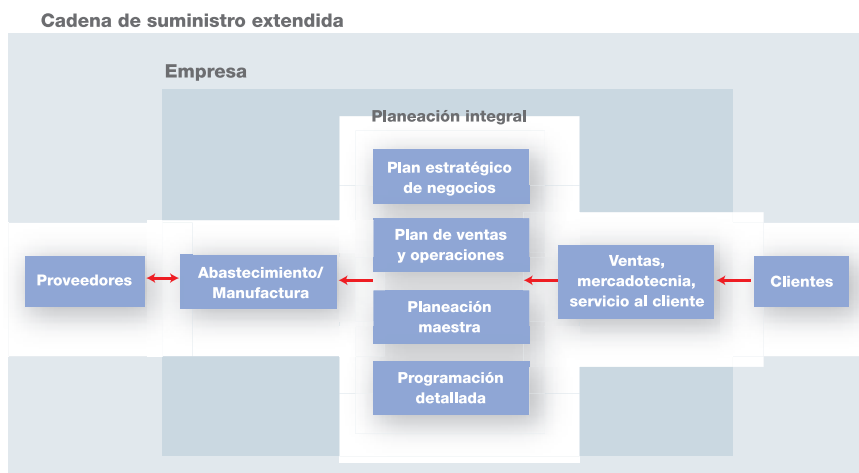 Cadena de suministro extendida
Empresa
Planeación integral
Plan estratégico
de negocios
Plan de ventas
y operaciones
Proveedores
Abastecimiento/
Manufactura
Ventas,
mercadotecnia,
servicio al cliente
Clientes
Planeación
maestra
Programación
detallada